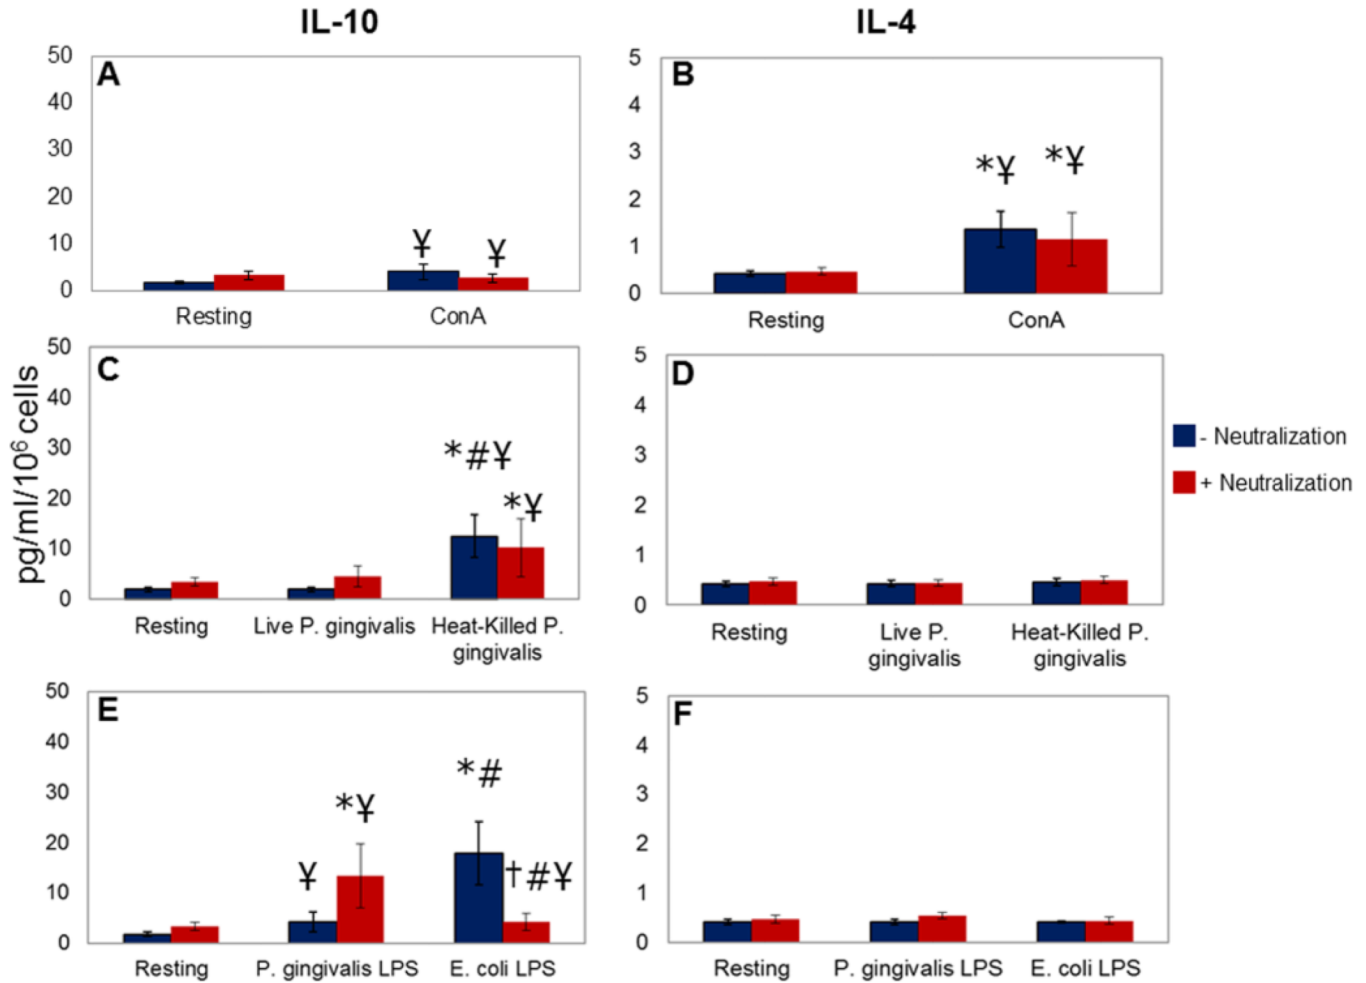 IL-10
IL-4
pg/ml/10⁶ cells
A
50
40
30
20
10
0
¥
¥
Resting
ConA
B
5
4
3
2
1
0
*¥
*¥
Resting
ConA
C
50
40
30
20
10
0
*#¥
*¥
Resting
Live P. gingivalis
Heat-Killed P.
gingivalis
D
5
4
3
2
1
0
Resting
Live P.
gingivalis
Heat-Killed P.
gingivalis
- Neutralization
+ Neutralization
E
50
40
30
20
10
0
¥
*¥
*#
†#¥
Resting
P. gingivalis LPS
E. coli LPS
F
5
4
3
2
1
0
Resting
P. gingivalis LPS
E. coli LPS